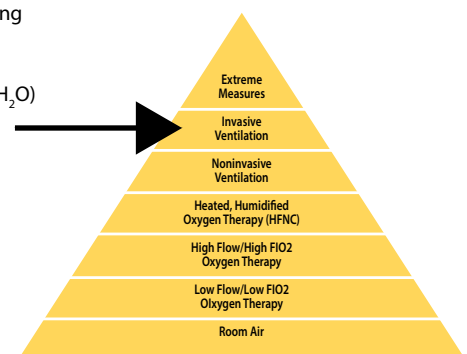 ing
H2O)
Extreme
Measures
Invasive
Ventilation
Noninvasive
Ventilation
Heated, Humidified
Oxygen Therapy (HFNC)
High Flow/High FIO2
Oxygen Therapy
Low Flow/Low FIO2
Olxygen Therapy
Room Air